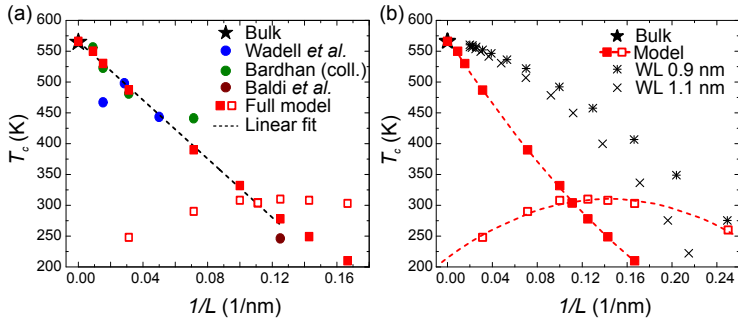 (a)
Bulk
Wadell et al.
Bardhan (coll.)
Baldi et al.
Full model
Linear fit
600
550
500
450
400
350
300
250
200
Tc (K)
0.00 0.04 0.08 0.12 0.16
1/L (1/nm)
(b)
Bulk
Model
WL 0.9 nm
WL 1.1 nm
600
550
500
450
400
350
300
250
200
Tc (K)
0.00 0.04 0.08 0.12 0.16 0.20 0.24
1/L (1/nm)